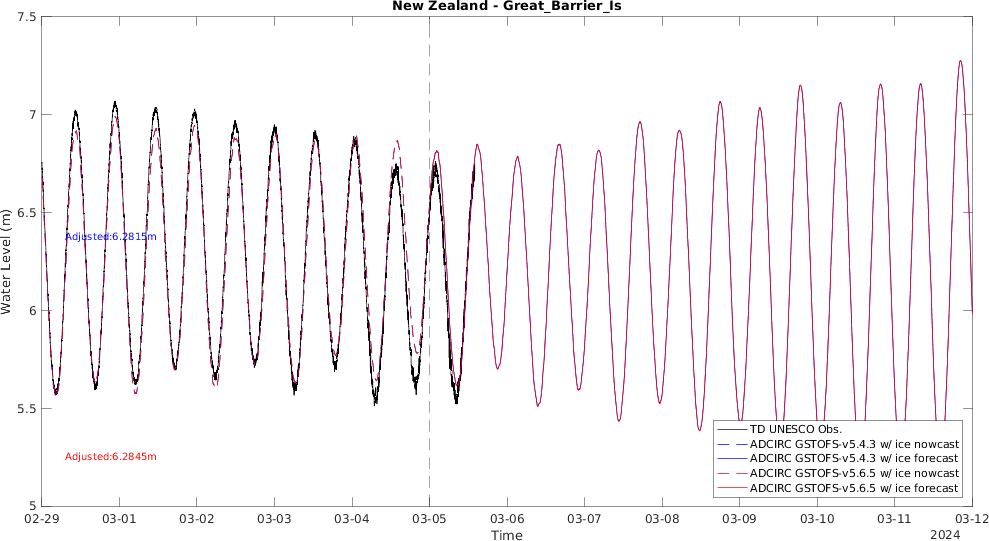 New Zealand - Great_Barrier_Is
7.5
7
6.5
6
5.5
5
Water Level (m)
Adjusted:6.2815m
Adjusted:6.2845m
TD UNESCO Obs.
ADCIRC GSTOFS-v5.4.3 w/ ice nowcast
ADCIRC GSTOFS-v5.4.3 w/ ice forecast
ADCIRC GSTOFS-v5.6.5 w/ ice nowcast
ADCIRC GSTOFS-v5.6.5 w/ ice forecast
02-29 03-01 03-02 03-03 03-04 03-05 03-06 03-07 03-08 03-09 03-10 03-11 03-12
Time
2024